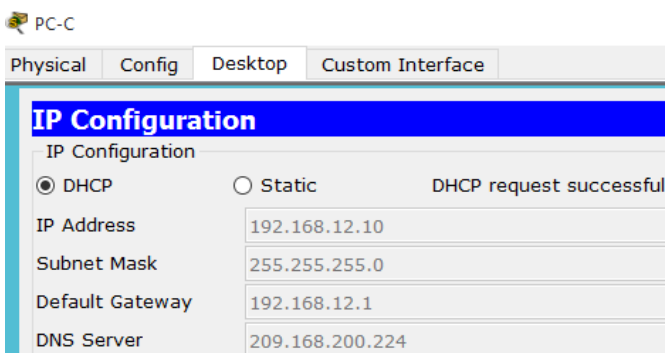 PC-C
Physical Config Desktop Custom Interface
IP Configuration
IP Configuration
DHCP Static DHCP request successful
IP Address 192.168.12.10
Subnet Mask 255.255.255.0
Default Gateway 192.168.12.1
DNS Server 209.168.200.224